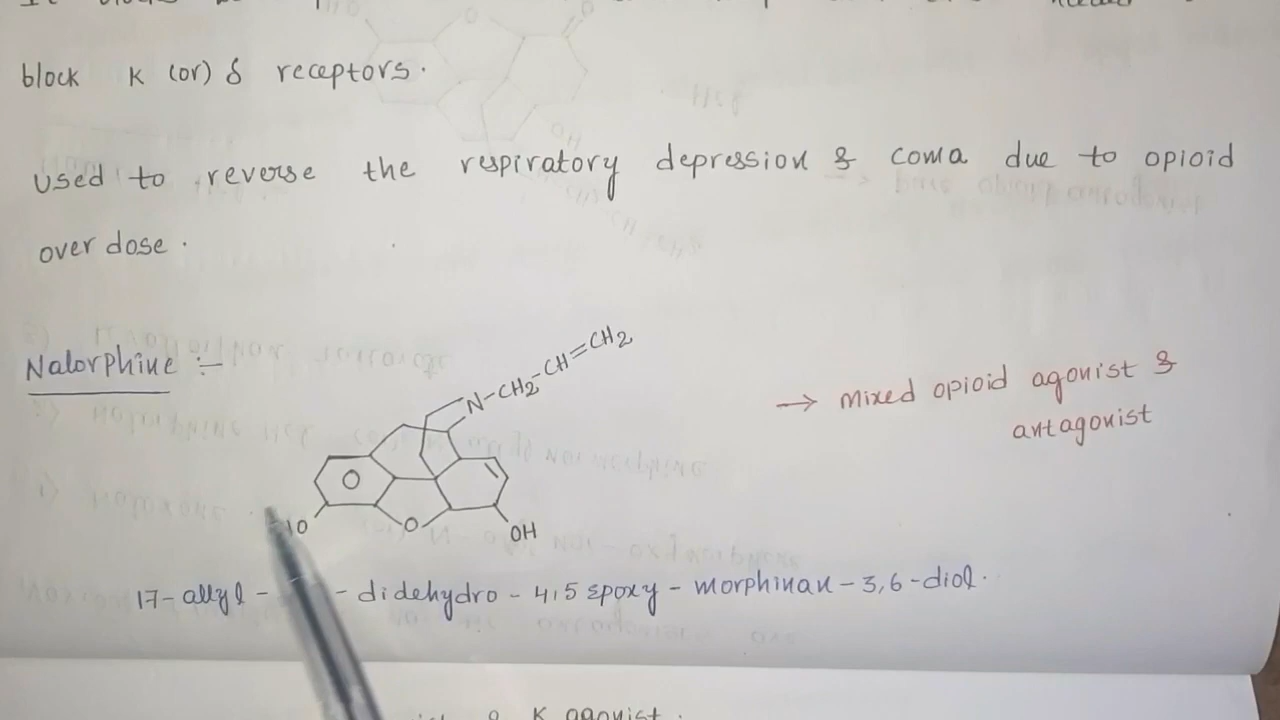 block K (or) δ receptors.
used to reverse the respiratory depression & coma due to opioid
over dose.
Nalorphine :-
N-CH2-CH=CH2
→ mixed opioid agonist &
antagonist
O
OH
17-allyl- - didehydro - 4,5 epoxy - morphinan - 3,6-diol.
K agonist.